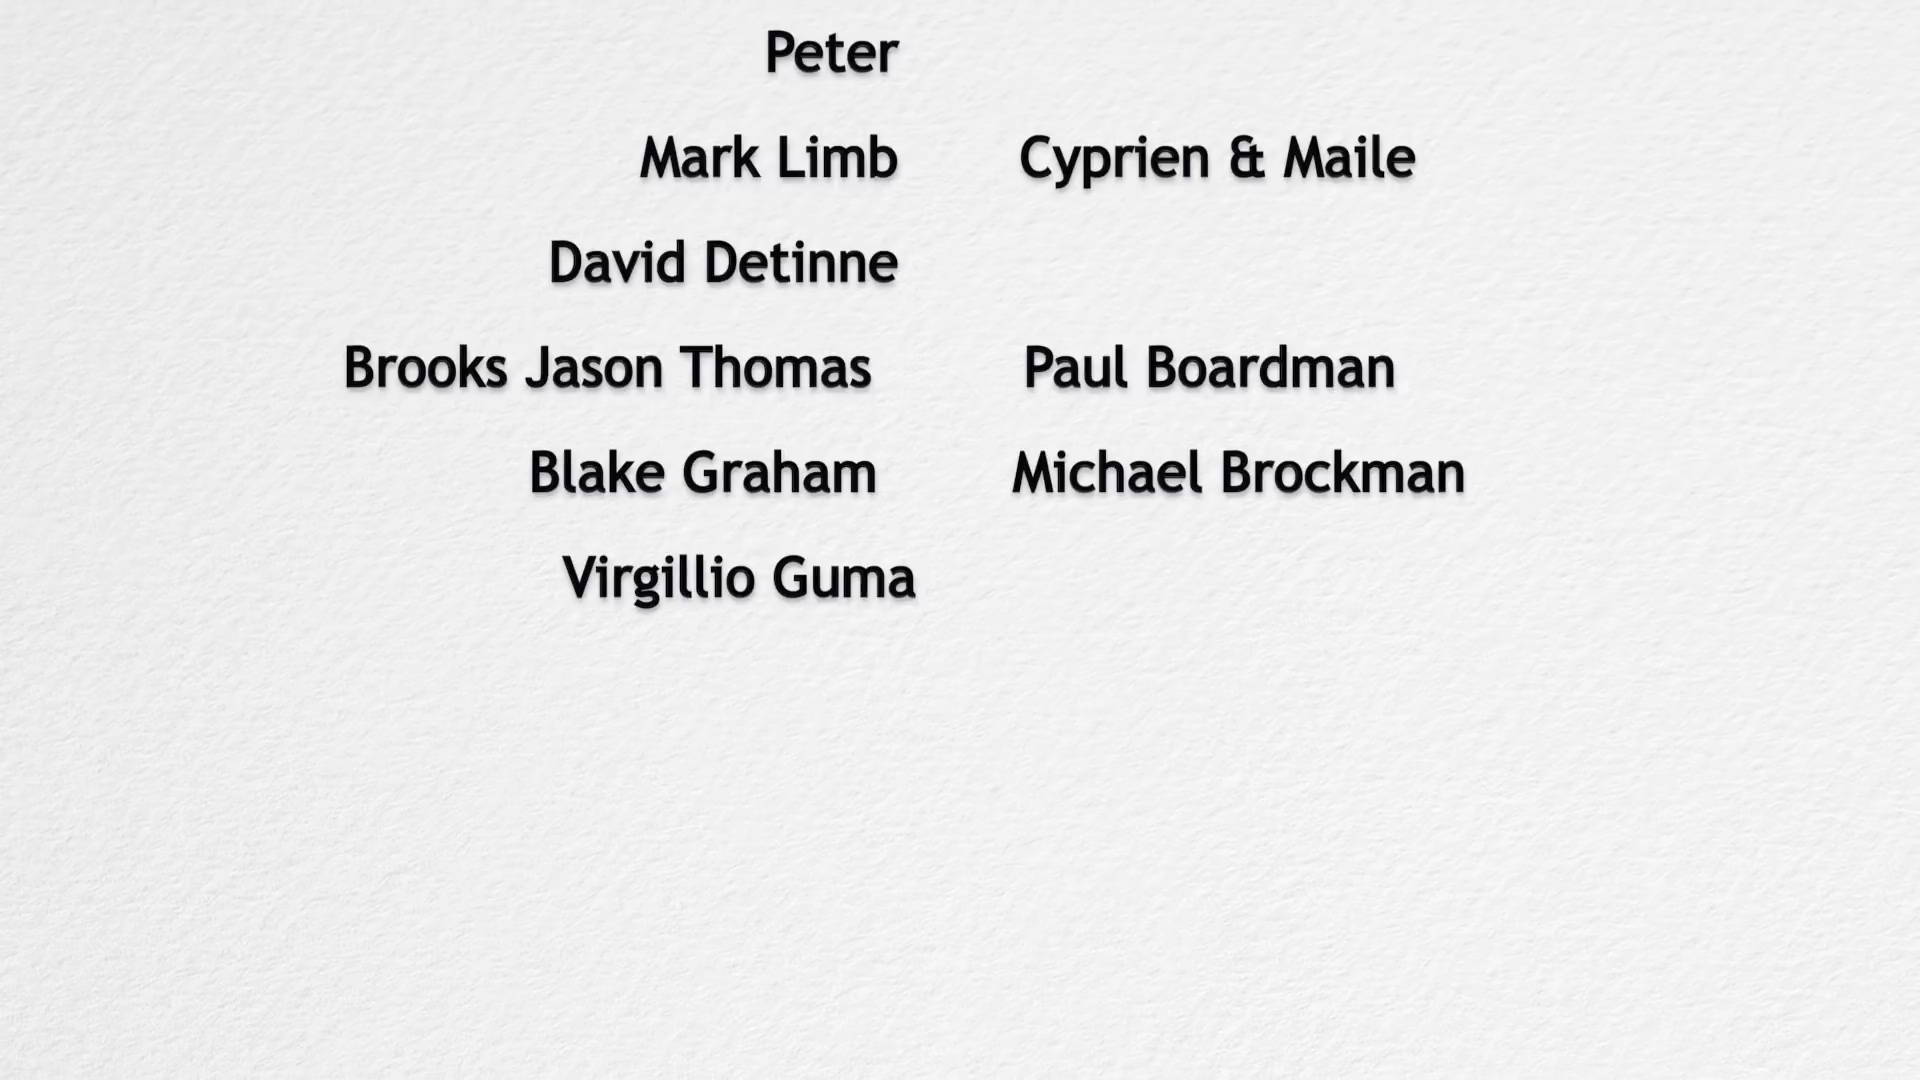 Peter
Mark Limb Cyprien & Maile
David Detinne
Brooks Jason Thomas Paul Boardman
Blake Graham Michael Brockman
Virgillio Guma